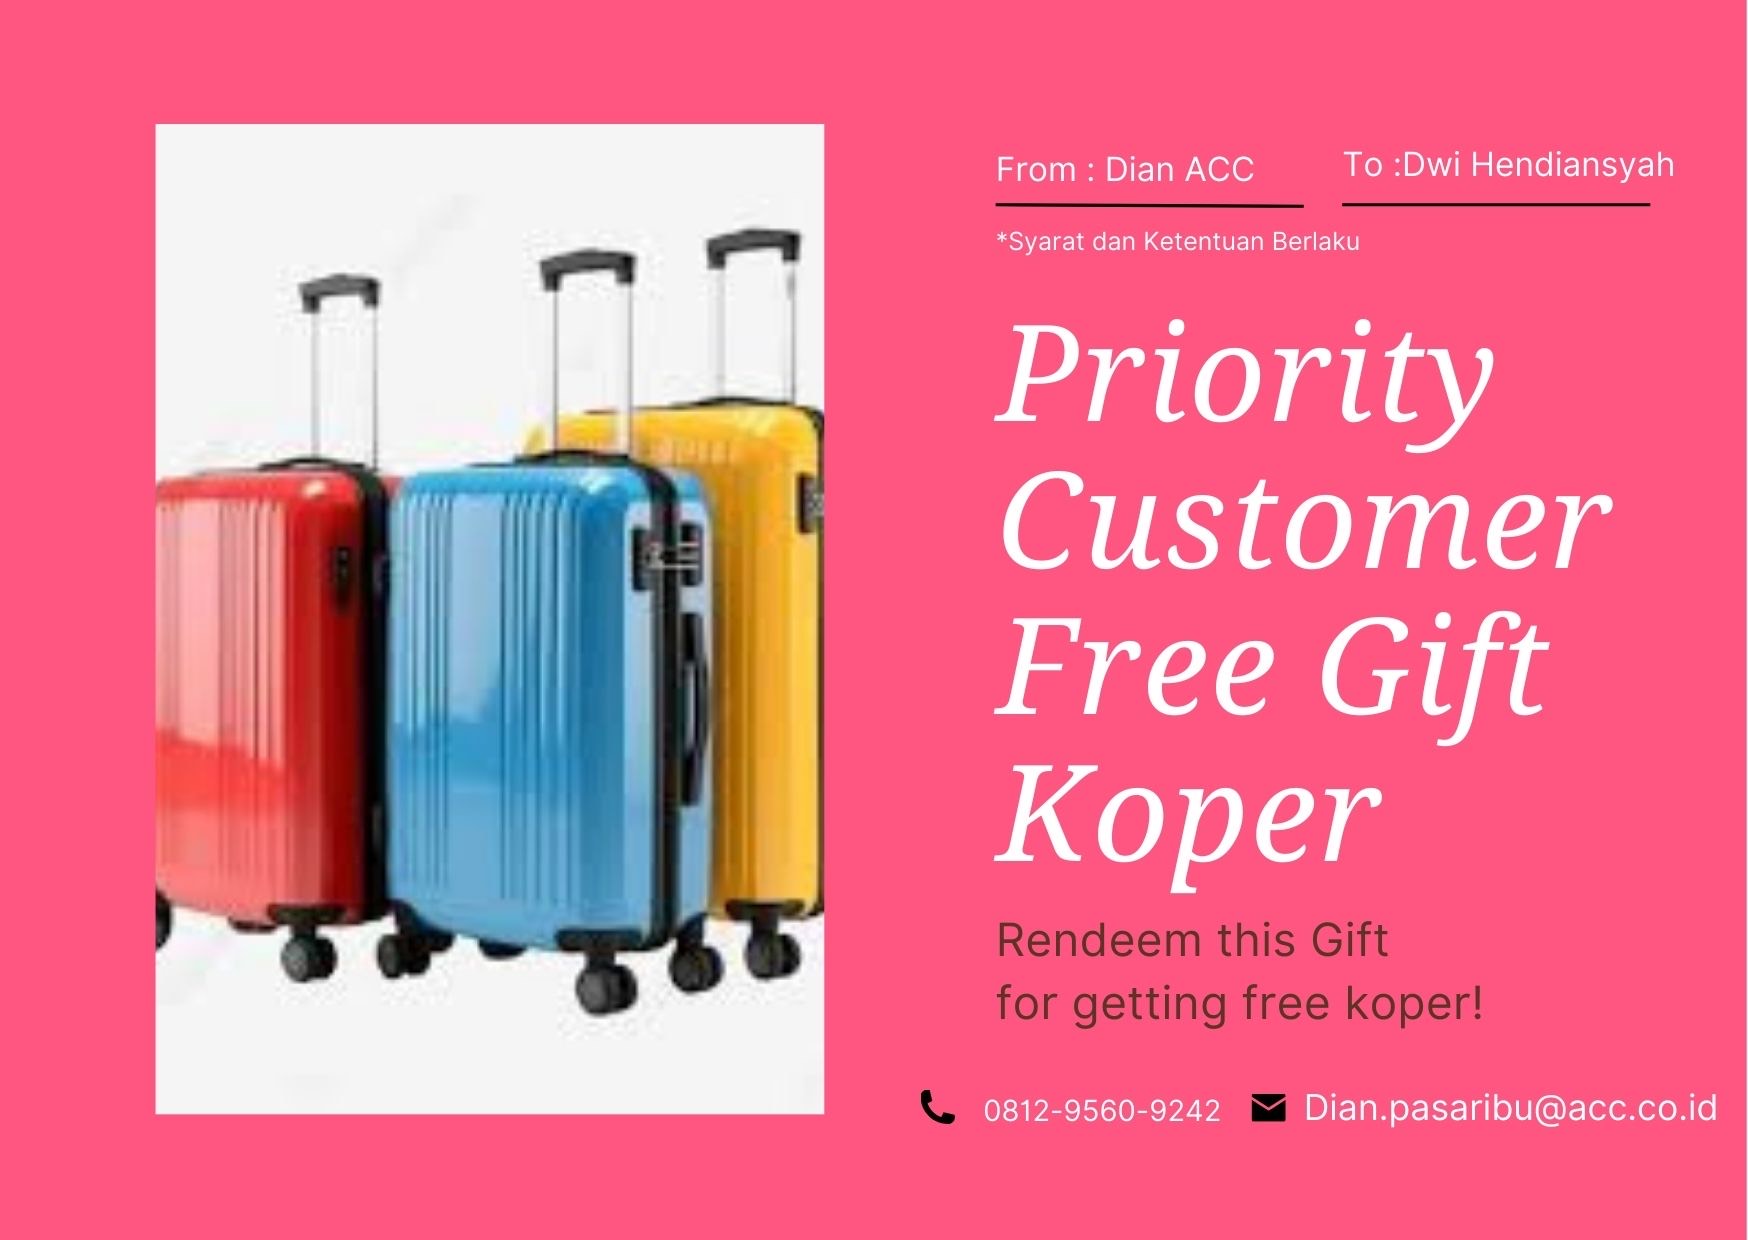 From : Dian ACC
To :Dwi Hendiansyah
*Syarat dan Ketentuan Berlaku
Priority
Customer
Free Gift
Koper
Rendeem this Gift
for getting free koper!
0812-9560-9242
Dian.pasaribu@acc.co.id